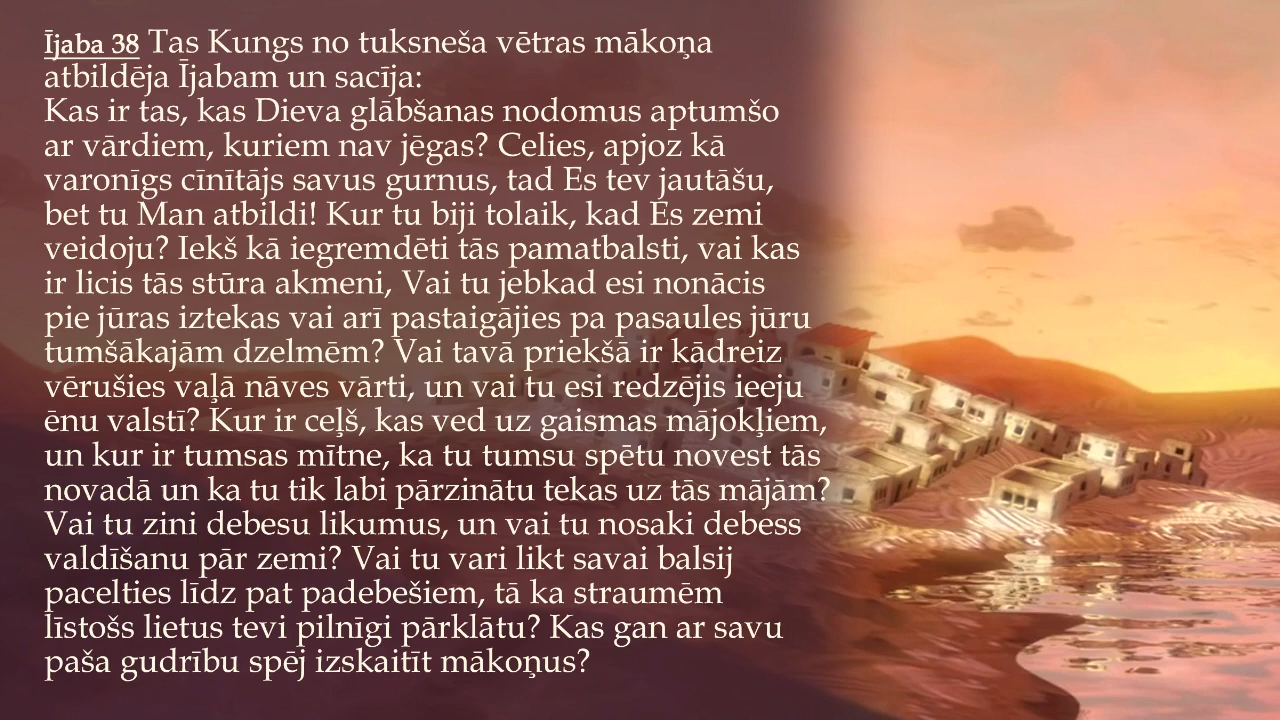 Ījaba 38 Tas Kungs no tuksneša vētras mākoņa
atbildēja Ījabam un sacīja:
Kas ir tas, kas Dieva glābšanas nodomus aptumšo
ar vārdiem, kuriem nav jēgas? Celies, apjoz kā
varonīgs cīnītājs savus gurnus, tad Es tev jautāšu,
bet tu Man atbildi! Kur tu biji tolaik, kad Es zemi
veidoju? Iekš kā iegremdēti tās pamatbalsti, vai kas
ir licis tās stūra akmeni, Vai tu jebkad esi nonācis
pie jūras iztekas vai arī pastaigājies pa pasaules jūru
tumšākajām dzelmēm? Vai tavā priekšā ir kādreiz
vērušies vaļā nāves vārti, un vai tu esi redzējis ieeju
ēnu valstī? Kur ir ceļš, kas ved uz gaismas mājokļiem,
un kur ir tumsas mītne, ka tu tumsu spētu novest tās
novadā un ka tu tik labi pārzinātu tekas uz tās mājām?
Vai tu zini debesu likumus, un vai tu nosaki debess
valdīšanu pār zemi? Vai tu vari likt savai balsij
pacelties līdz pat padebešiem, tā ka straumēm
līstošs lietus tevi pilnīgi pārklātu? Kas gan ar savu
paša gudrību spēj izskaitīt mākoņus?